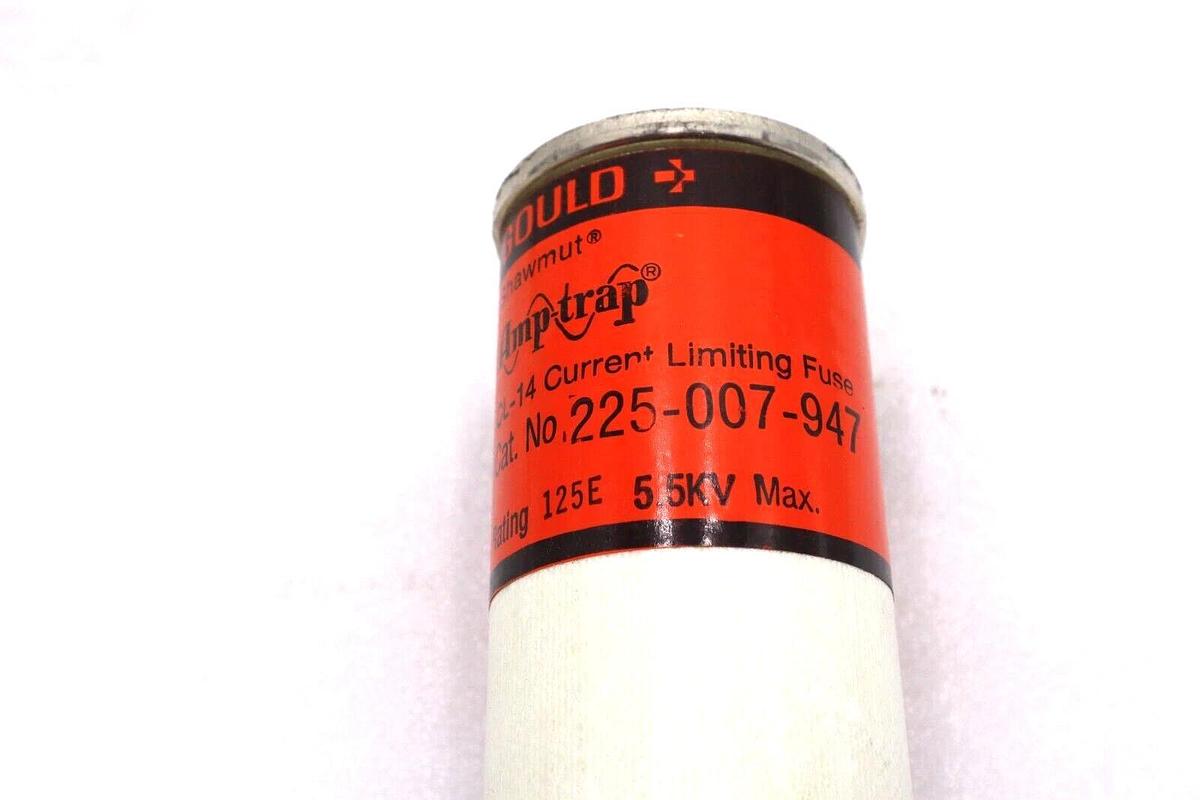 GOULD
Shawmut®
Amp-trap®
CL-14 Current Limiting Fuse
Cat. No. 225-007-947
Rating 125E 5.5KV Max.